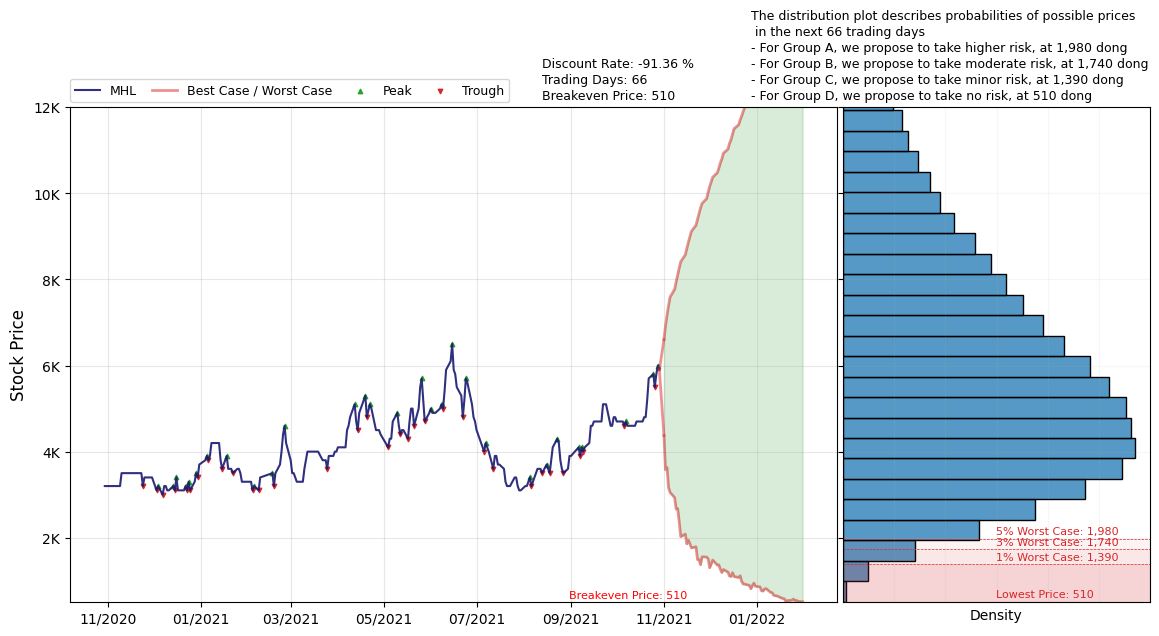 The distribution plot describes probabilities of possible prices
in the next 66 trading days
- For Group A, we propose to take higher risk, at 1,980 dong
- For Group B, we propose to take moderate risk, at 1,740 dong
- For Group C, we propose to take minor risk, at 1,390 dong
- For Group D, we propose to take no risk, at 510 dong
Discount Rate: -91.36 %
Trading Days: 66
Breakeven Price: 510
MHL
Best Case / Worst Case
Peak
Trough
Stock Price
12K
10K
8K
6K
4K
2K
Breakeven Price: 510
11/2020
01/2021
03/2021
05/2021
07/2021
09/2021
11/2021
01/2022
5% Worst Case: 1,980
3% Worst Case: 1,740
1% Worst Case: 1,390
Lowest Price: 510
Density